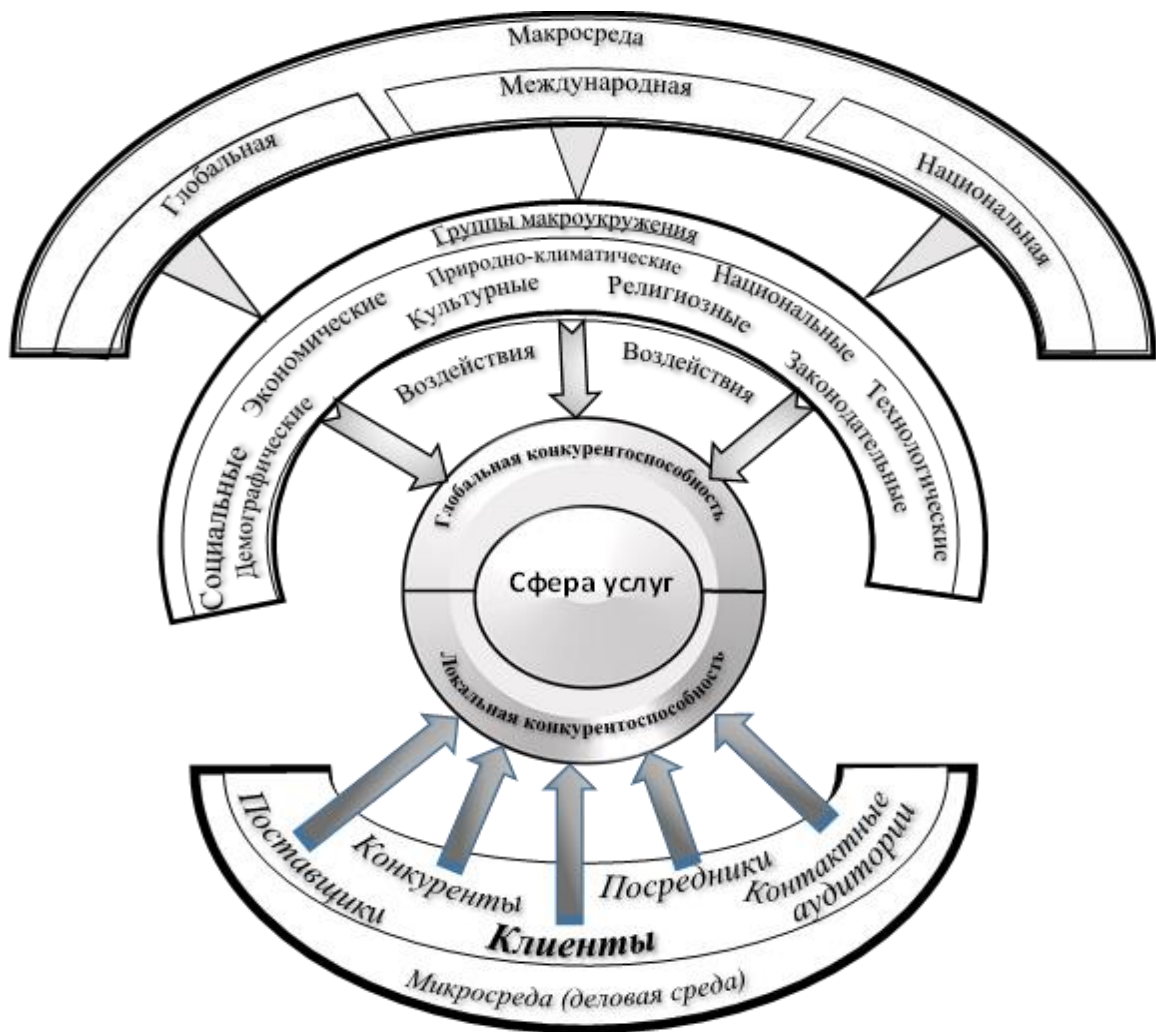 Макросреда
Международная
Глобальная
Национальная
Группы макроукружения
Природно-климатические
Национальные
Экономические
Культурные
Религиозные
Технологические
Социальные
Демографические
Законодательные
Воздействия
Воздействия
Глобальная конкурентоспособность
Сфера услуг
Локальная конкурентоспособность
Поставщики
Конкуренты
Клиенты
Посредники
Контактные
аудитории
Микросреда (деловая среда)